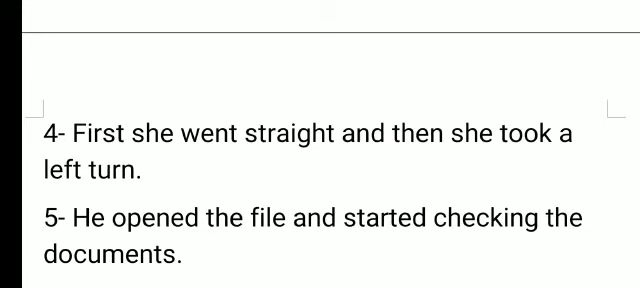 4- First she went straight and then she took a
left turn.
5- He opened the file and started checking the
documents.